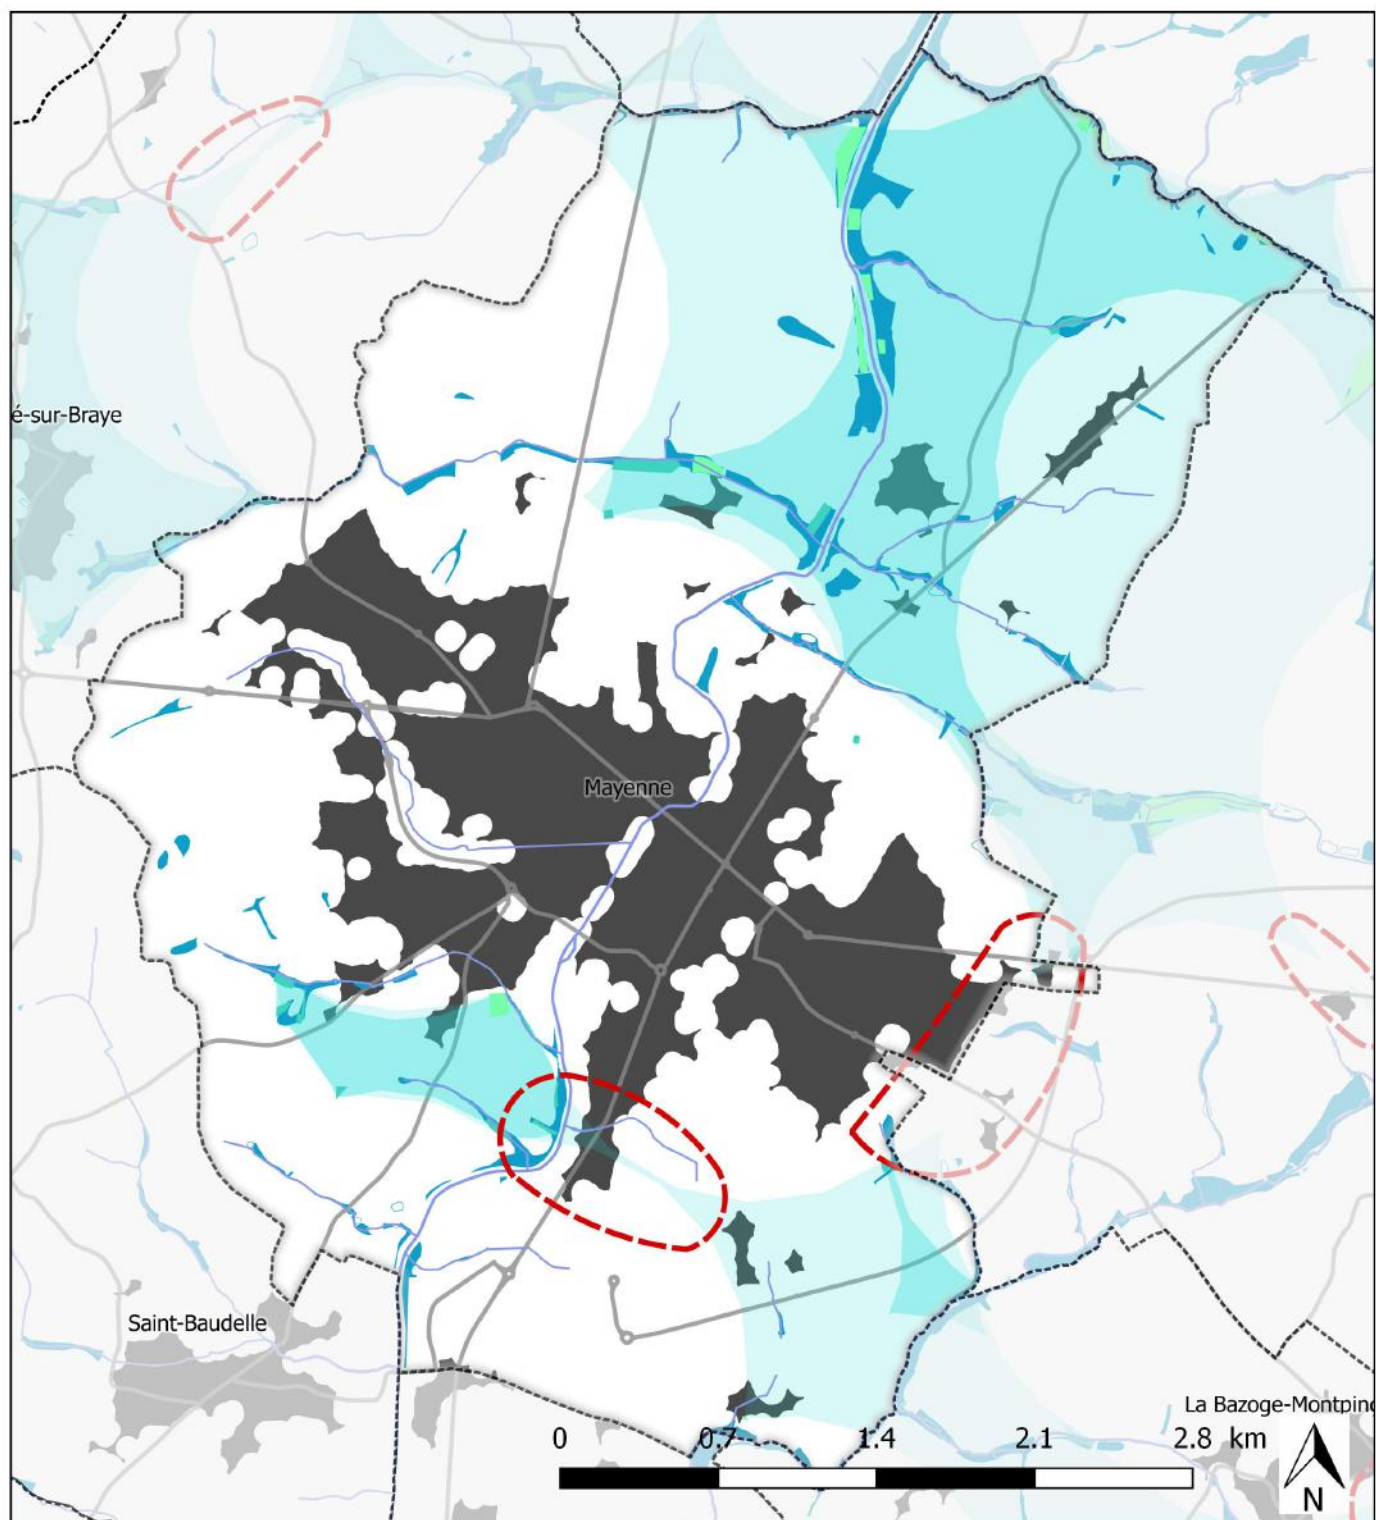 é-sur-Braye
Mayenne
Saint-Baudelle
La Bazoge-Montpin
0 0.7 1.4 2.1 2.8 km
N